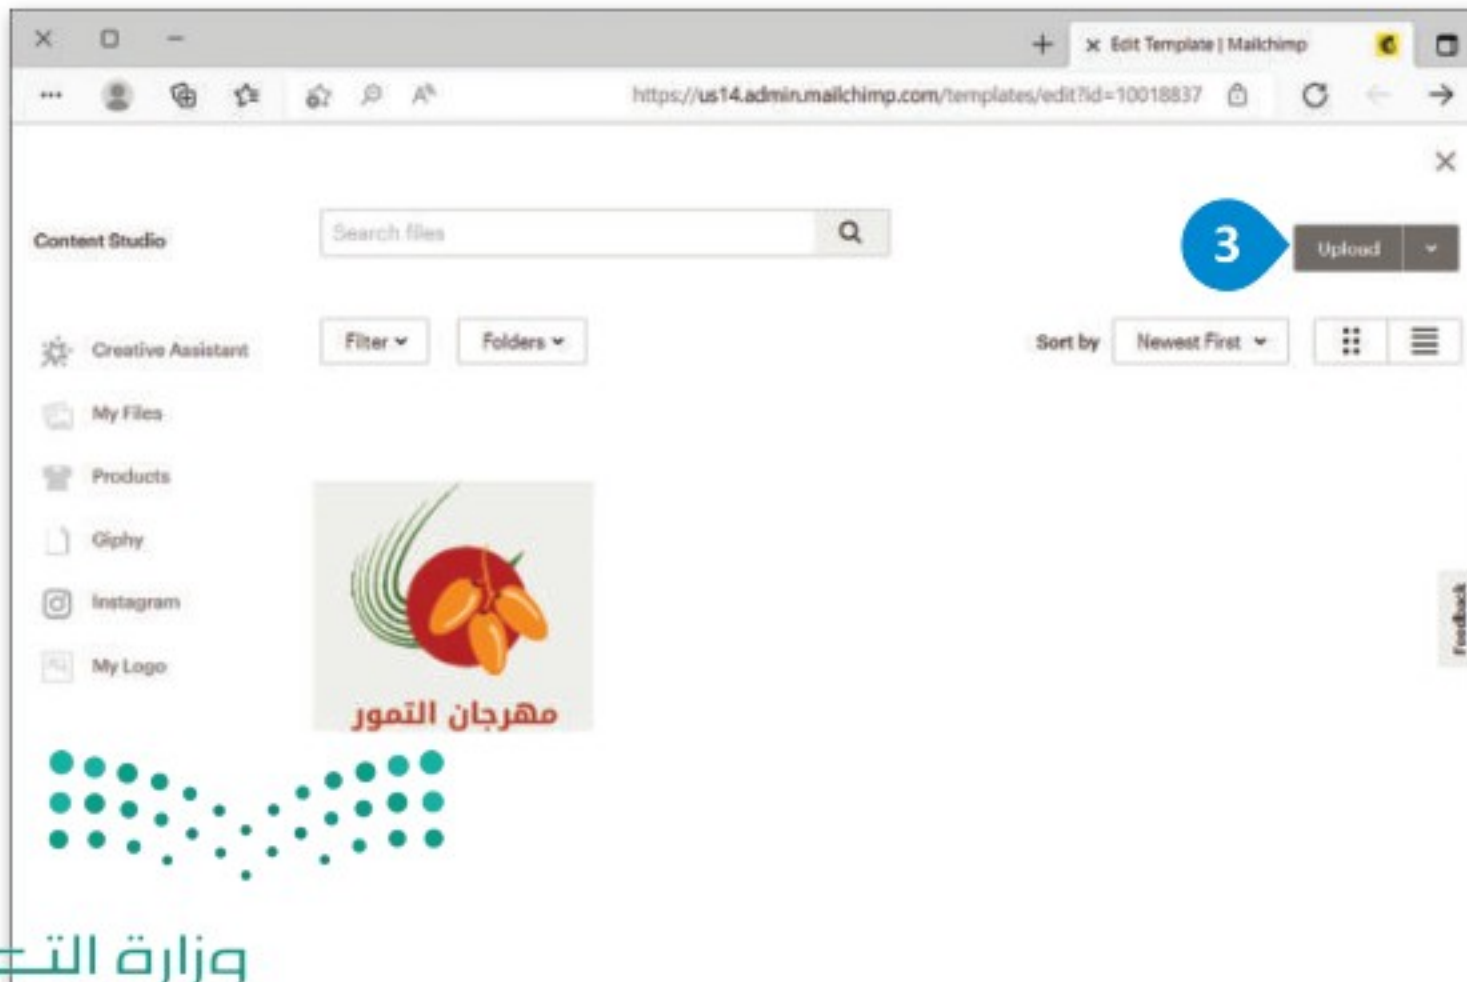 Edit Template | Mailchimp
https://us14.admin.mailchimp.com/templates/edit?id=10018837
Content Studio
Search files
3
Upload
Creative Assistant
Filter
Folders
Sort by
Newest First
My Files
Products
Giphy
Instagram
My Logo
Feedback
مهرجان التمور
وزارة التـ